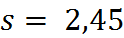 s = 2,45